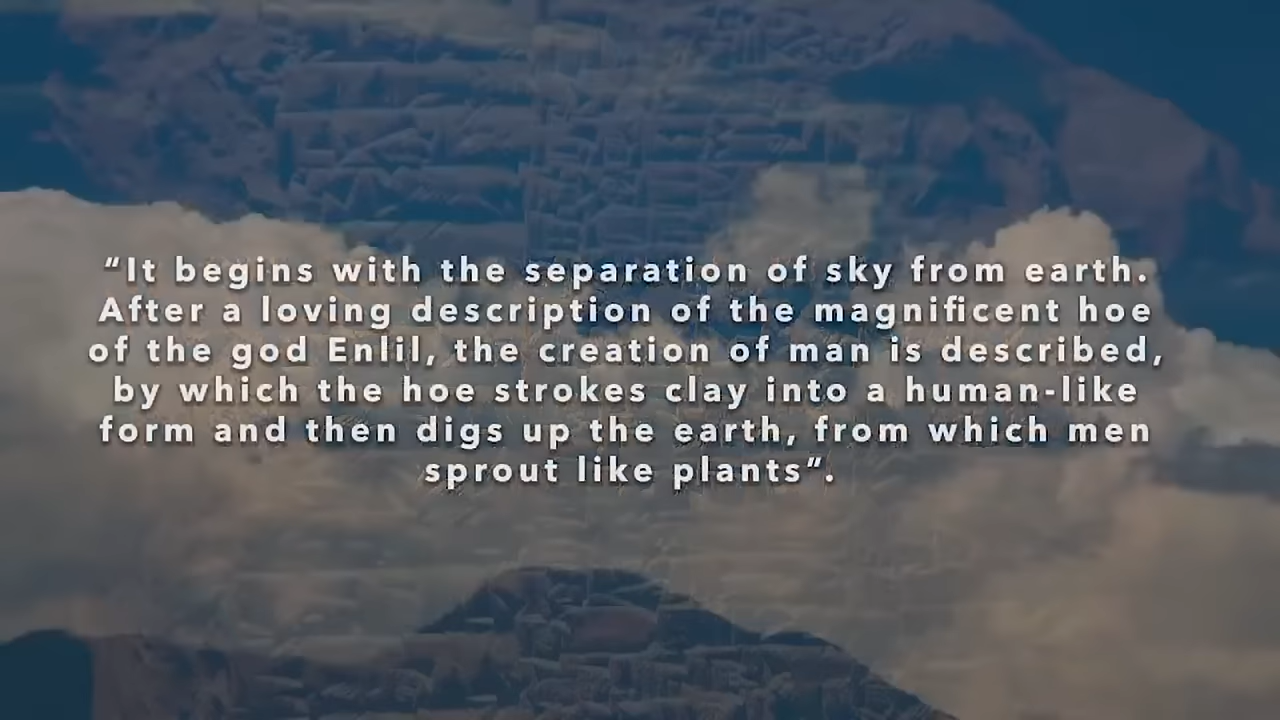 “It begins with the separation of sky from earth.
After a loving description of the magnificent hoe
of the god Enlil, the creation of man is described,
by which the hoe strokes clay into a human-like
form and then digs up the earth, from which men
sprout like plants”.